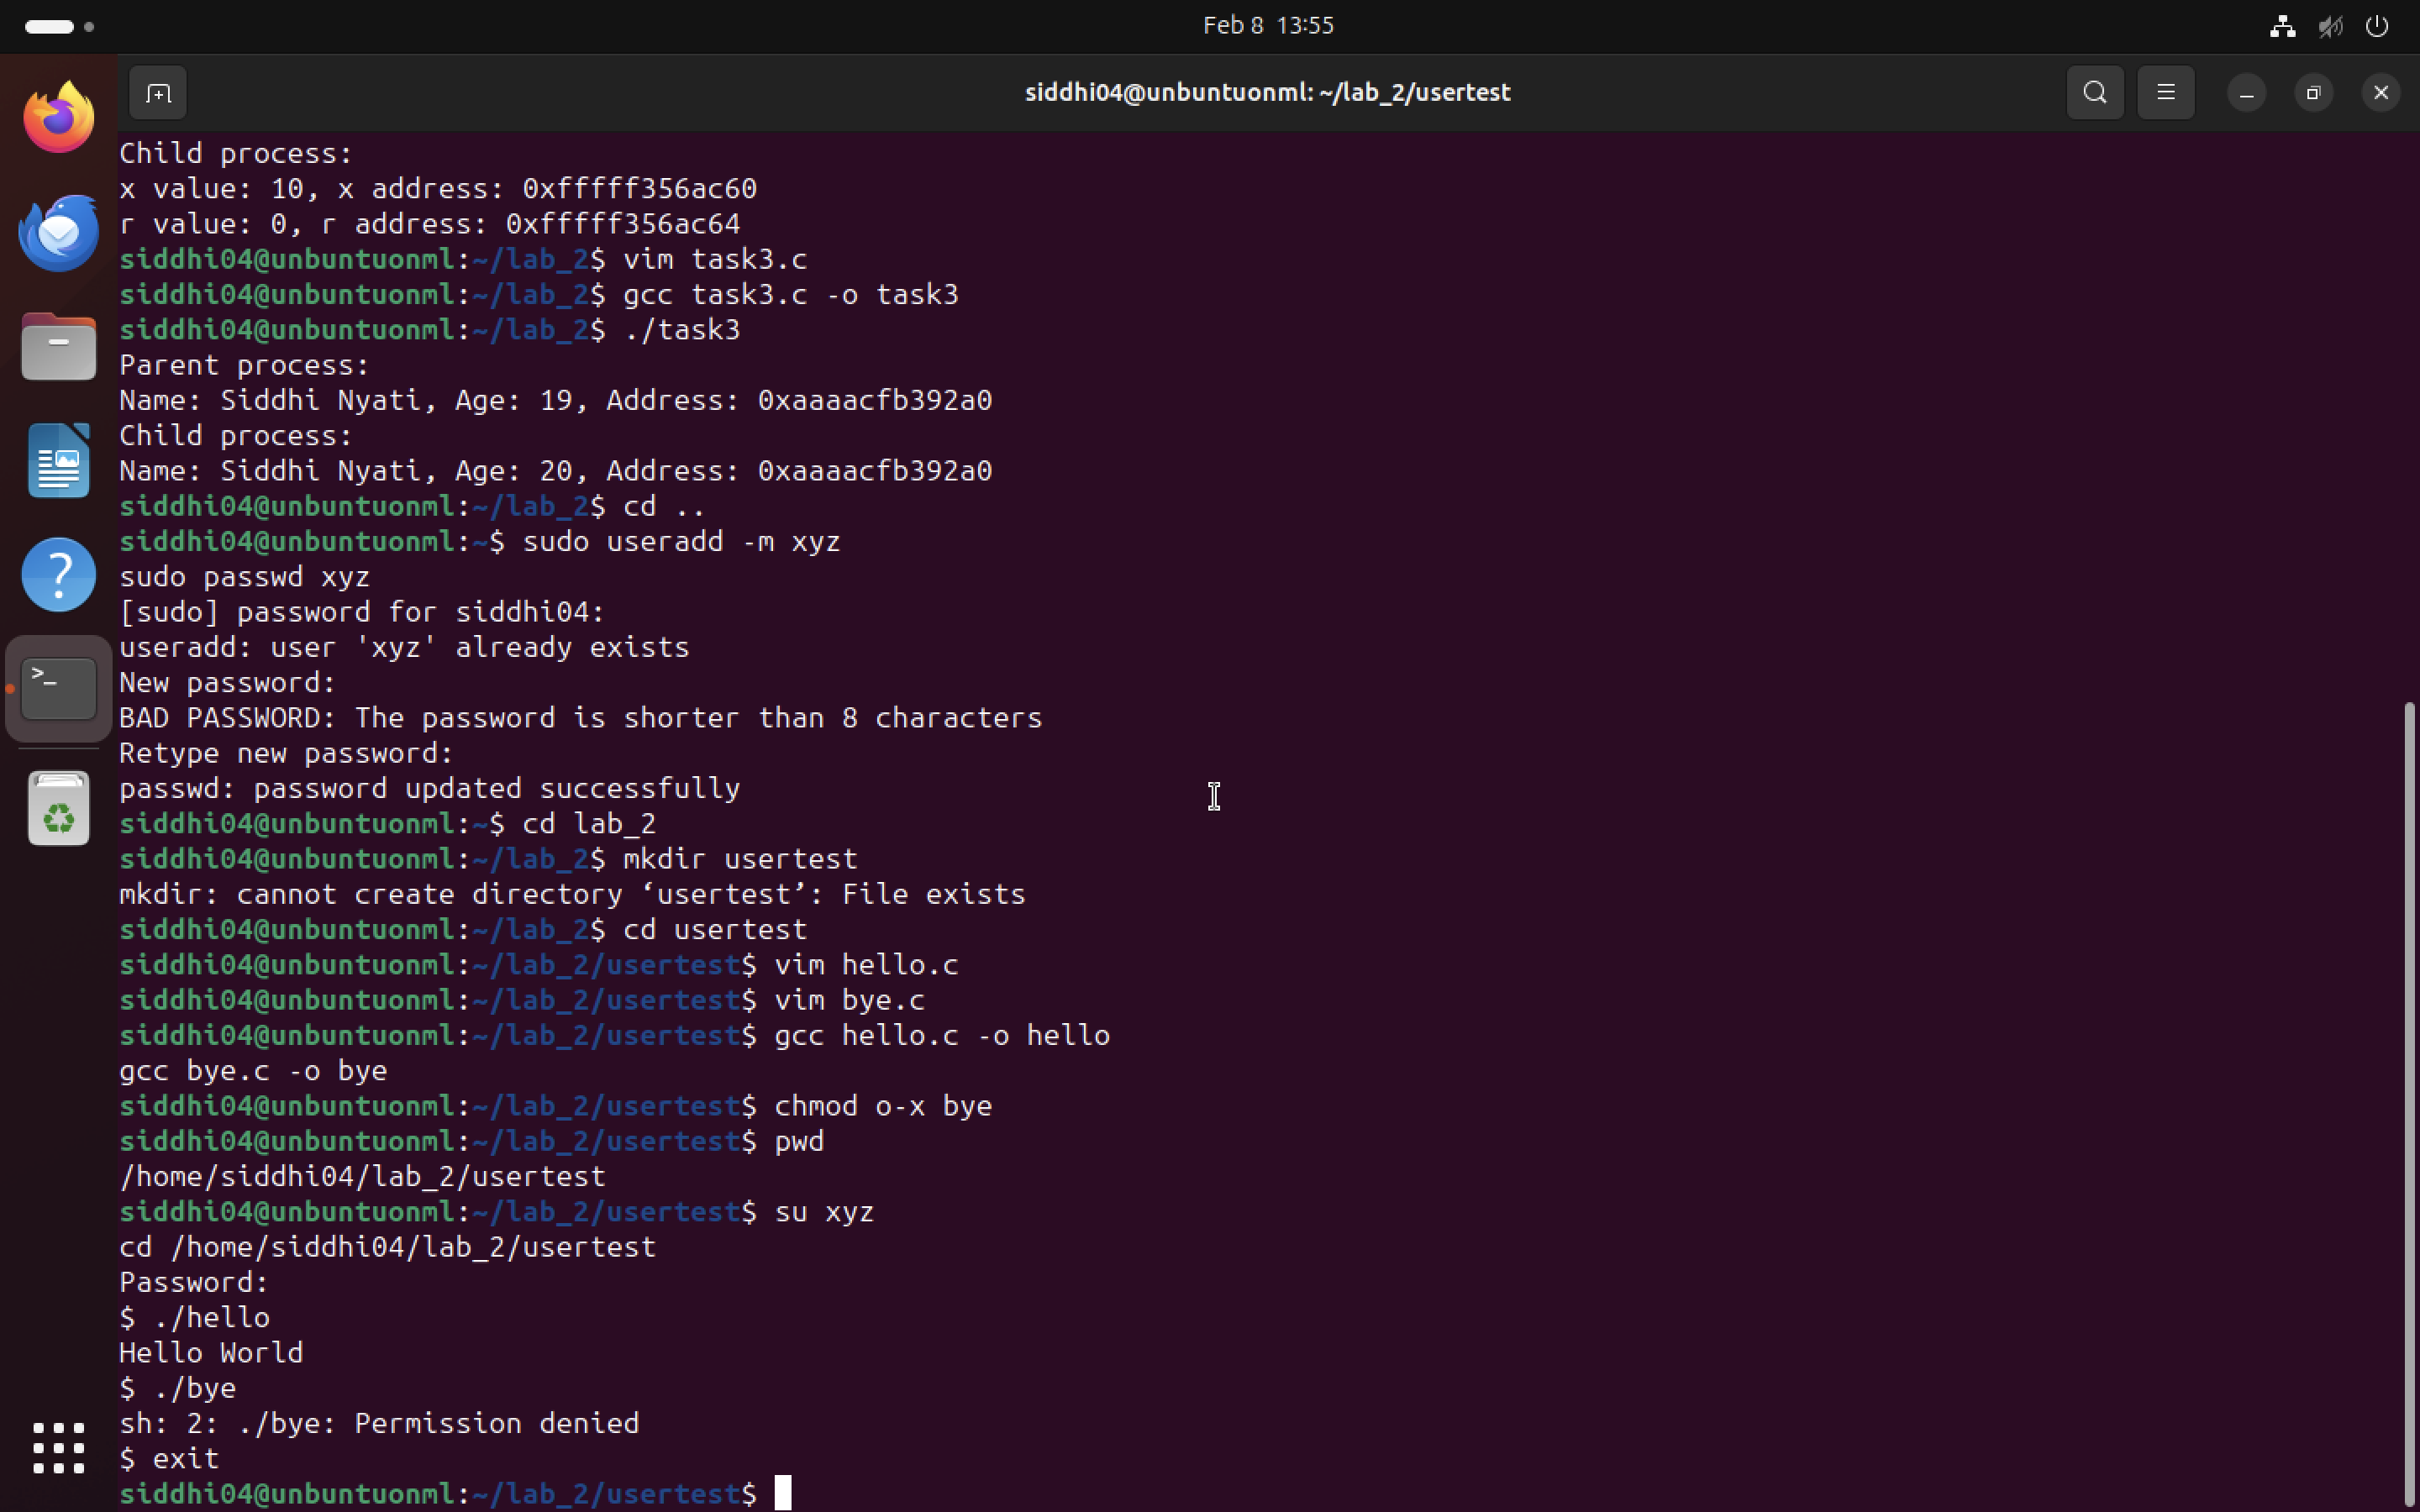 Feb 8 13:55
siddhi04@unbuntuonml: ~/lab_2/usertest
Child process:
x value: 10, x address: 0xfffff356ac60
r value: 0, r address: 0xfffff356ac64
siddhi04@unbuntuonml:~/lab_2$ vim task3.c
siddhi04@unbuntuonml:~/lab_2$ gcc task3.c -o task3
siddhi04@unbuntuonml:~/lab_2$ ./task3
Parent process:
Name: Siddhi Nyati, Age: 19, Address: 0xaaaacfb392a0
Child process:
Name: Siddhi Nyati, Age: 20, Address: 0xaaaacfb392a0
siddhi04@unbuntuonml:~/lab_2$ cd ..
siddhi04@unbuntuonml:~$ sudo useradd -m xyz
sudo passwd xyz
[sudo] password for siddhi04:
useradd: user 'xyz' already exists
New password:
BAD PASSWORD: The password is shorter than 8 characters
Retype new password:
passwd: password updated successfully
siddhi04@unbuntuonml:~$ cd lab_2
siddhi04@unbuntuonml:~/lab_2$ mkdir usertest
mkdir: cannot create directory ‘usertest’: File exists
siddhi04@unbuntuonml:~/lab_2$ cd usertest
siddhi04@unbuntuonml:~/lab_2/usertest$ vim hello.c
siddhi04@unbuntuonml:~/lab_2/usertest$ vim bye.c
siddhi04@unbuntuonml:~/lab_2/usertest$ gcc hello.c -o hello
gcc bye.c -o bye
siddhi04@unbuntuonml:~/lab_2/usertest$ chmod o-x bye
siddhi04@unbuntuonml:~/lab_2/usertest$ pwd
/home/siddhi04/lab_2/usertest
siddhi04@unbuntuonml:~/lab_2/usertest$ su xyz
cd /home/siddhi04/lab_2/usertest
Password:
$ ./hello
Hello World
$ ./bye
sh: 2: ./bye: Permission denied
$ exit
siddhi04@unbuntuonml:~/lab_2/usertest$